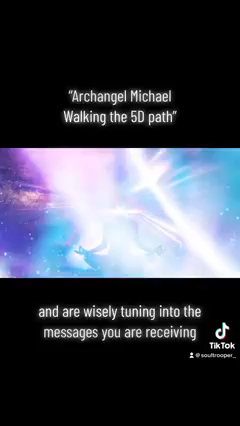 “Archangel Michael
Walking the 5D path”
and are wisely tuning into the
messages you are receiving
TikTok
@soultrooper_